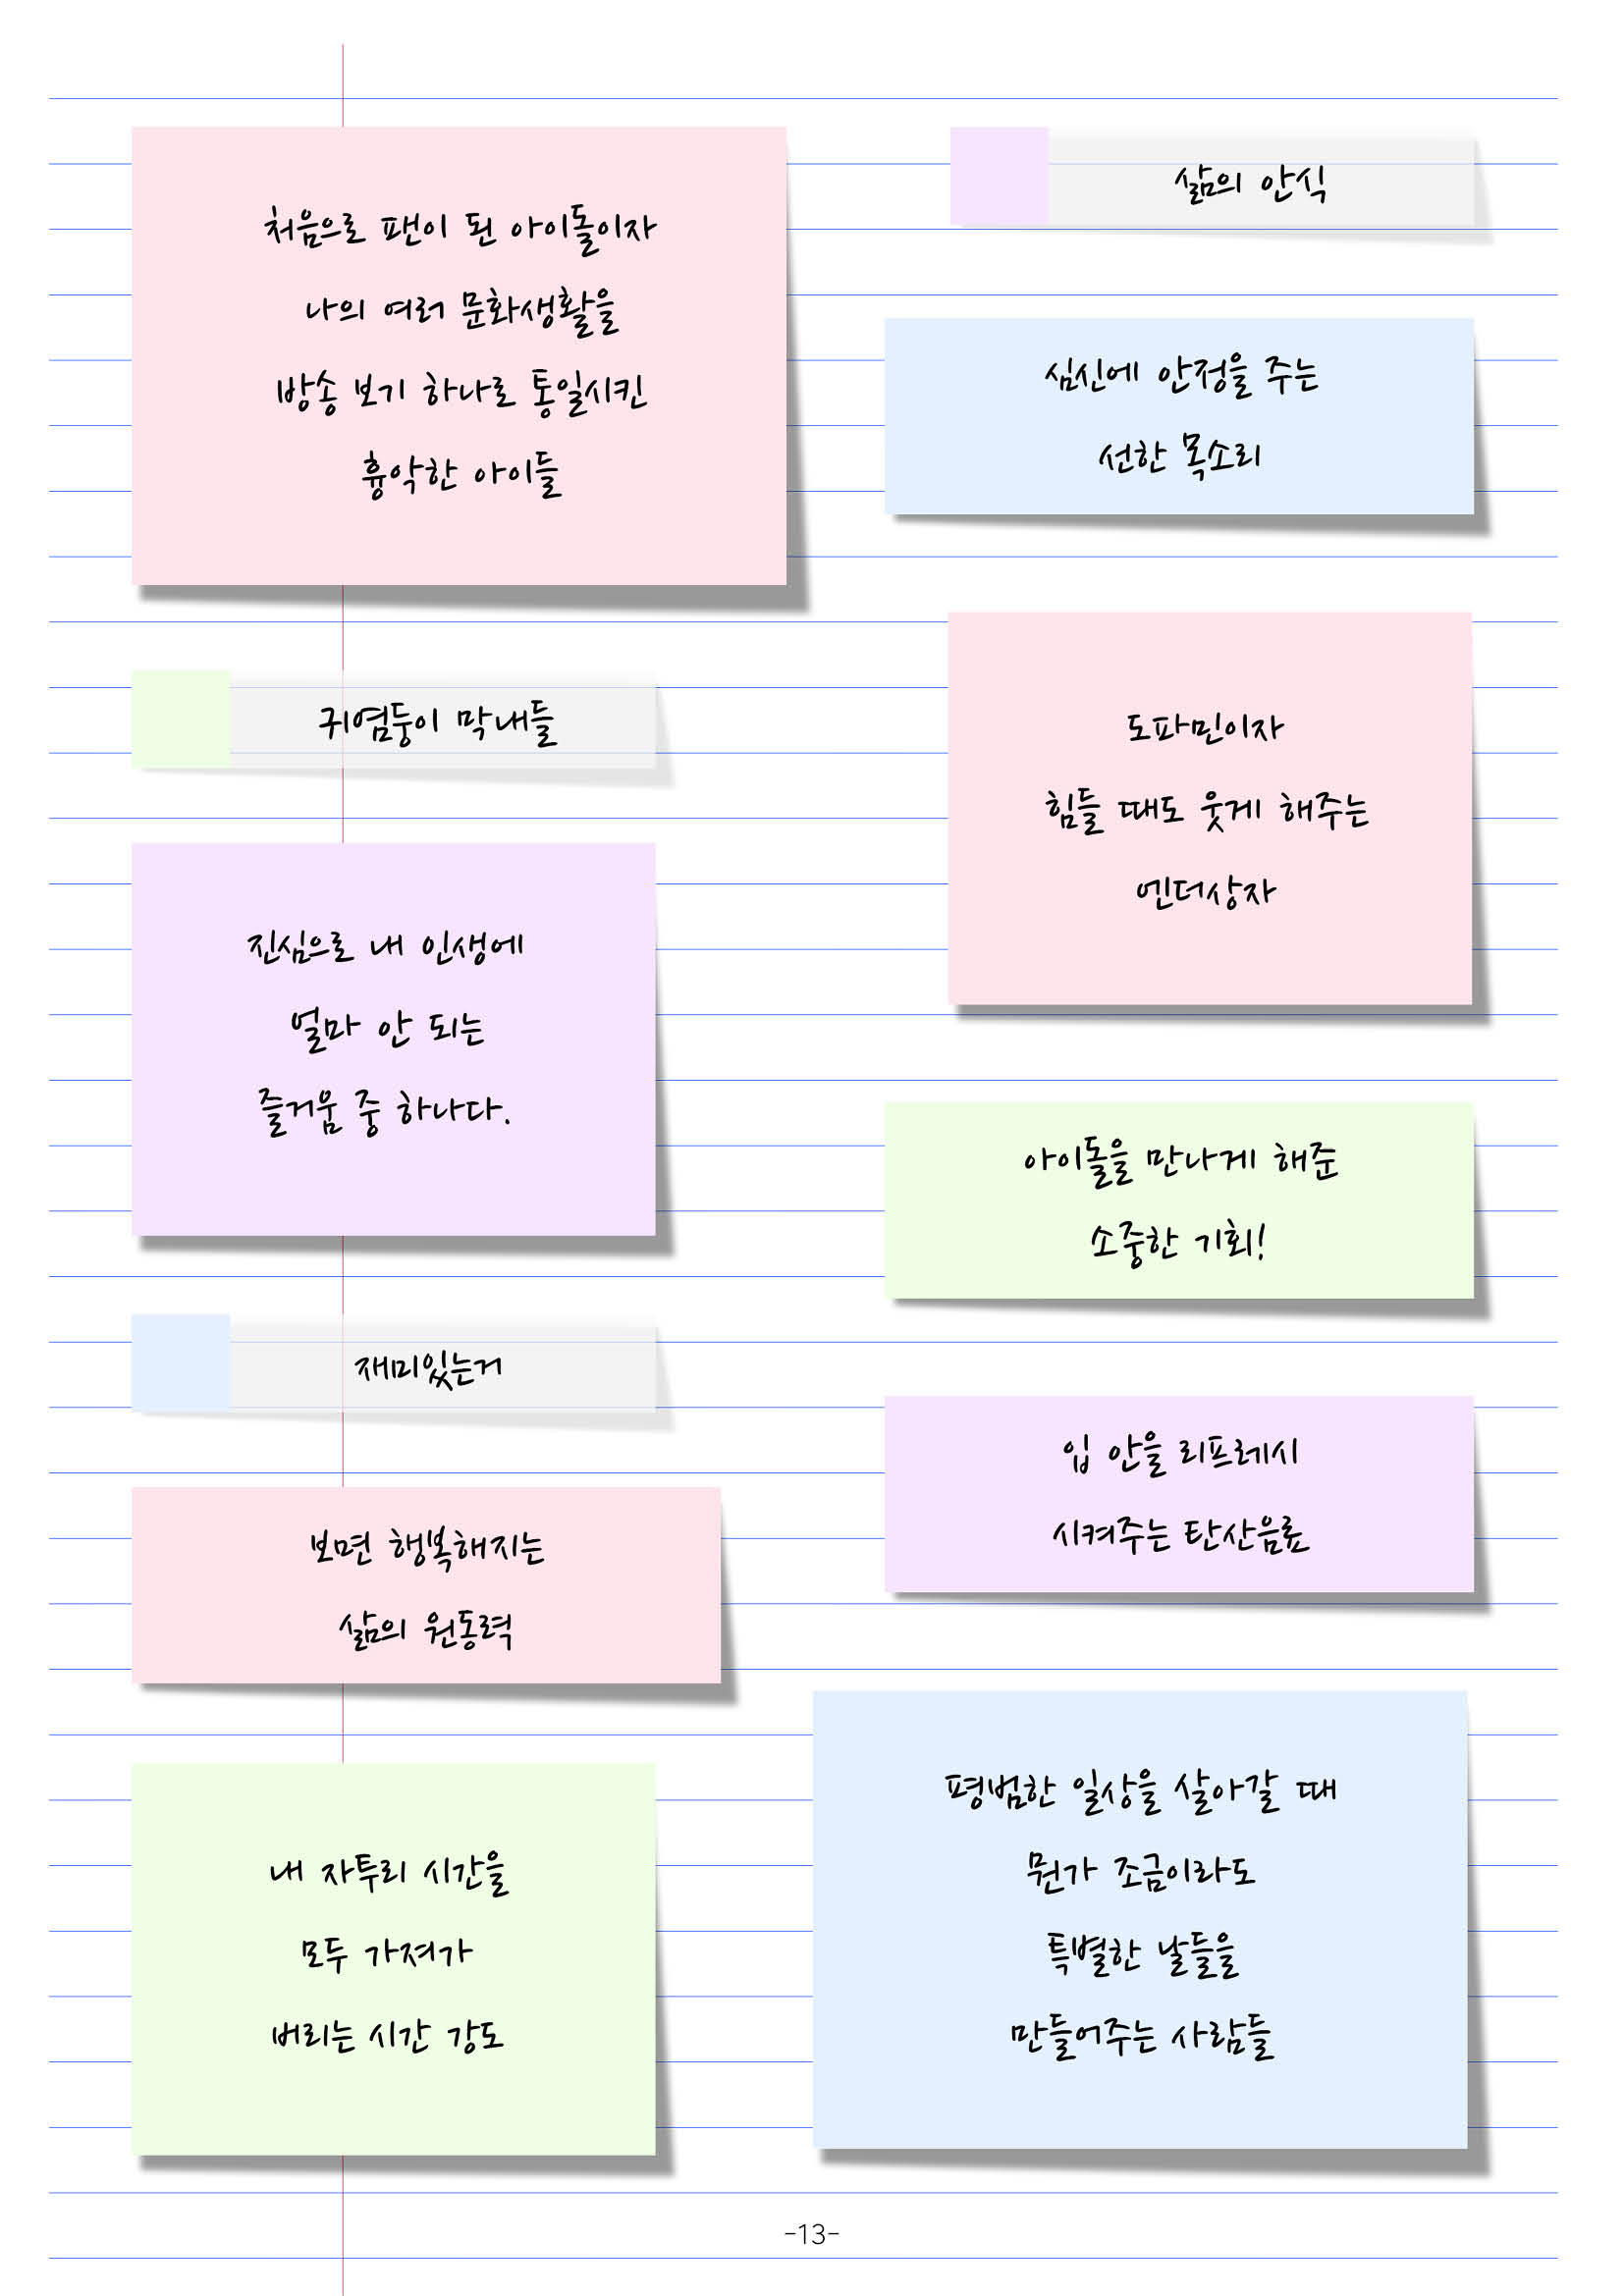 처음으로 팬이 된 아이돌이자
나의 여러 문화생활을
방송 보기 하나로 통일시킨
흉악한 아이들
귀염둥이 막내들
진심으로 내 인생에
얼마 안 되는
즐거움 중 하나다.
재미있는거
보면 행복해지는
삶의 원동력
내 자투리 시간을
모두 가져가
버리는 시간 강도
삶의 안식
심신에 안정을 주는
선한 목소리
도파민이자
힘들 때도 웃게 해주는
엔더상자
아이돌을 만나게 해준
소중한 기회!
입 안을 리프레시
시켜주는 탄산음료
평범한 일상을 살아갈 때
뭔가 조금이라도
특별한 날들을
만들어주는 사람들
-13-